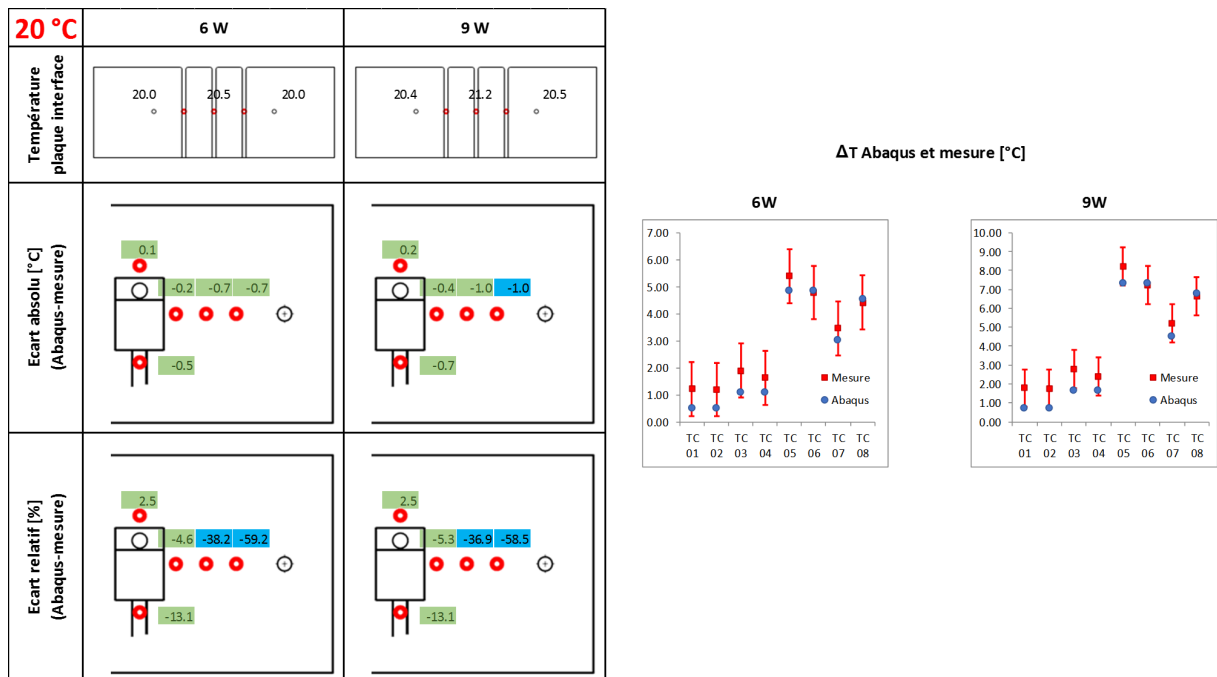 20 °C
6 W
9 W
Température
plaque interface
20.0 20.5 20.0
20.4 21.2 20.5
Ecart absolu [°C]
(Abaqus-mesure)
0.1
-0.2 -0.7 -0.7
-0.5
0.2
-0.4 -1.0 -1.0
-0.7
Ecart relatif [%]
(Abaqus-mesure)
2.5
-4.6 -38.2 -59.2
-13.1
2.5
-5.3 -36.9 -58.5
-13.1
ΔT Abaqus et mesure [°C]
6W
7.00
6.00
5.00
4.00
3.00
2.00
1.00
0.00
Mesure
Abaqus
TC TC TC TC TC TC TC TC
01 02 03 04 05 06 07 08
9W
10.00
9.00
8.00
7.00
6.00
5.00
4.00
3.00
2.00
1.00
0.00
Mesure
Abaqus
TC TC TC TC TC TC TC TC
01 02 03 04 05 06 07 08